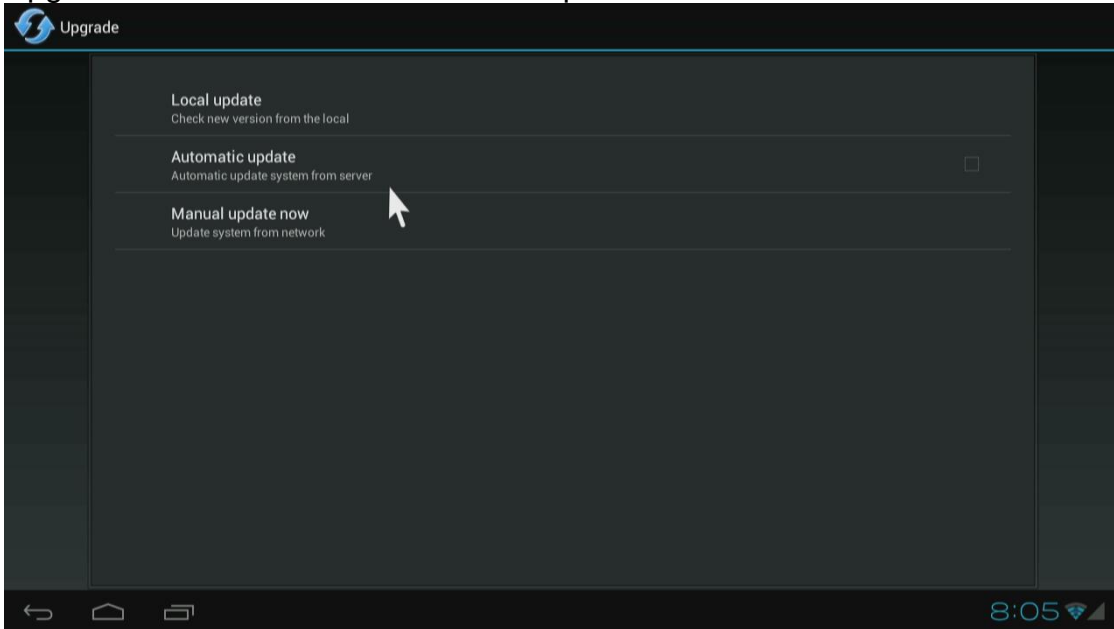 Upgrade
Local update
Check new version from the local
Automatic update
Automatic update system from server
Manual update now
Update system from network
8:05